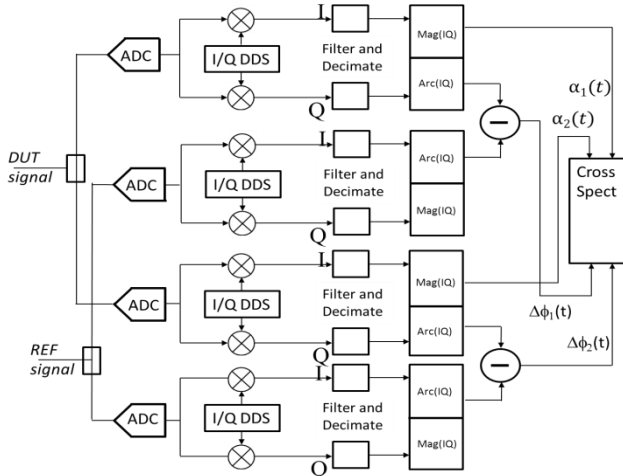 I
ADC
I/Q DDS
Filter and
Decimate
Mag(IQ)
Arc(IQ)
Q
α₁(t)
α₂(t)
DUT
signal
I
ADC
I/Q DDS
Filter and
Decimate
Arc(IQ)
Mag(IQ)
Q
Cross
Spect
I
ADC
I/Q DDS
Filter and
Decimate
Mag(IQ)
Arc(IQ)
Q
Δϕ₁(t)
Δϕ₂(t)
REF
signal
I
ADC
I/Q DDS
Filter and
Decimate
Arc(IQ)
Mag(IQ)
Q